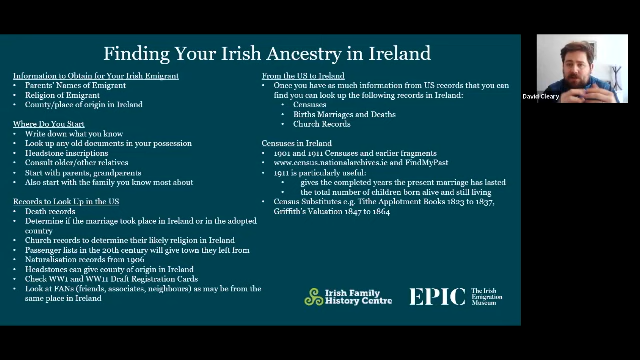 Finding Your Irish Ancestry in Ireland
Information to Obtain for Your Irish Emigrant
• Parents' Names of Emigrant
• Religion of Emigrant
• County/place of origin in Ireland
Where Do You Start
• Write down what you know
• Look up any old documents in your possession
• Headstone inscriptions
• Consult older/other relatives
• Start with parents, grandparents
• Also start with the family you know most about
Records to Look Up in the US
• Death records
• Determine if the marriage took place in Ireland or in the adopted
country
• Church records to determine their likely religion in Ireland
• Passenger lists in the 20th century will give town they left from
• Naturalisation records from 1906
• Headstones can give county of origin in Ireland
• Check WW1 and WW11 Draft Registration Cards
• Look at FANs (friends, associates, neighbours) as may be from the
same place in Ireland
From the US to Ireland
• Once you have as much information from US records that you can
find you can look up the following records in Ireland:
• Censuses
• Births Marriages and Deaths
• Church Records
Censuses in Ireland
• 1901 and 1911 Censuses and earlier fragments
• www.census.nationalarchives.ie and FindMyPast
• 1911 is particularly useful:
• gives the completed years the present marriage has lasted
• the total number of children born alive and still living
• Census Substitutes e.g. Tithe Applotment Books 1823 to 1837,
Griffith's Valuation 1847 to 1864
Irish Family
History Centre
EPIC
The Irish
Emigration
Museum
David Cleary